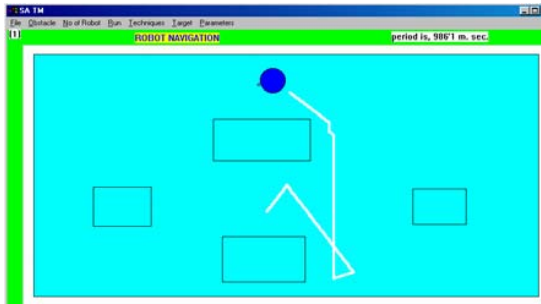 SA TM
File Obstacle No of Robot Run Techniques Target Parameters
[1] ROBOT NAVIGATION period is, 986'1 m. sec.